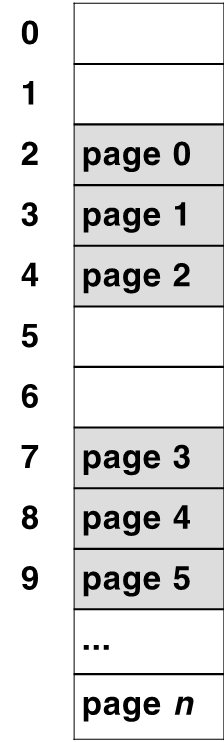 0
1
2 page 0
3 page 1
4 page 2
5
6
7 page 3
8 page 4
9 page 5
...
page n